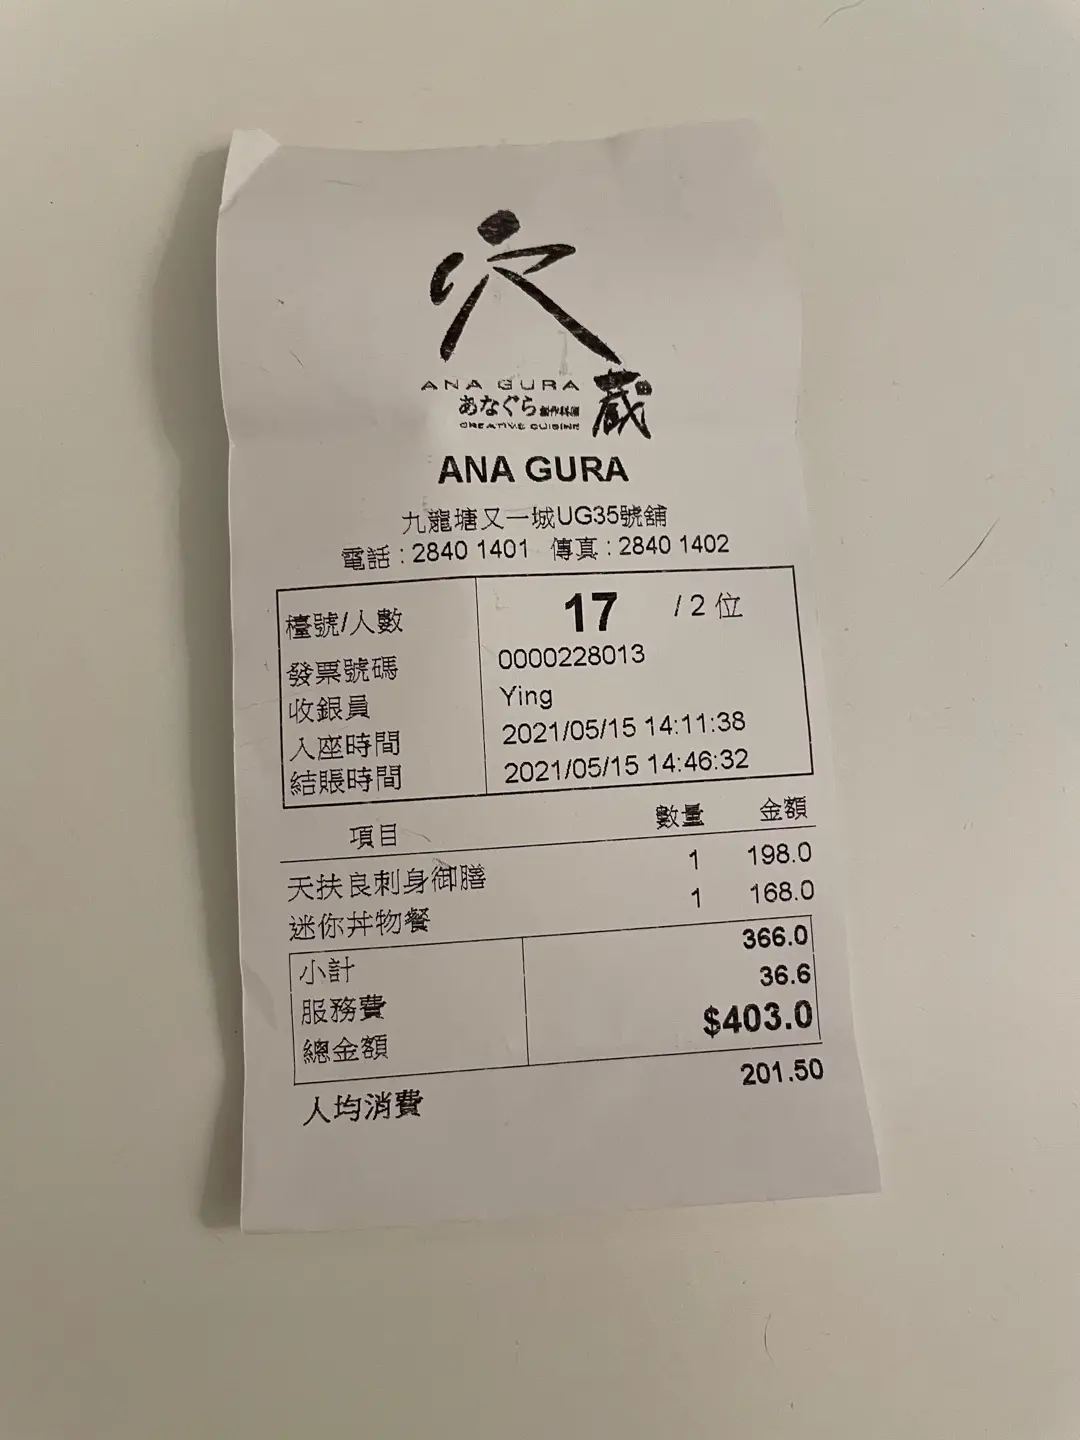 穴
ANA GURA
あなぐら
蔵
CREATIVE CUISINE
ANA GURA
九龍塘又一城UG35號舖
電話 : 2840 1401 傳真 : 2840 1402
檯號/人數 17 / 2 位
發票號碼 0000228013
收銀員 Ying
入座時間 2021/05/15 14:11:38
結賬時間 2021/05/15 14:46:32
項目 數量 金額
天扶良刺身御膳 1 198.0
迷你丼物餐 1 168.0
小計 366.0
服務費 36.6
總金額 $403.0
人均消費 201.50